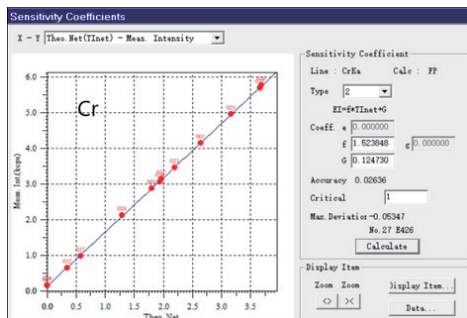 Sensitivity Coefficients
X - Y Theo.Net(TInet) - Meas. Intensity
Sensitivity Coefficient
Line : CrKa Calc : FP
Type 2
EI=f*TInet+G
Coeff. e 0.000000
f 1.523848 g 0.000000
G 0.124730
Accuracy 0.02636
Critical 1
Max.Deviation -0.05347
No.27 E426
Calculate
Display Item
Zoom Zoom
<> ><
Display Item...
Data...
Cr
Meas.Int(kcps)
6.0
5.0
4.0
3.0
2.0
1.0
0.0
0.0 0.5 1.0 1.5 2.0 2.5 3.0 3.5
Theo. Net